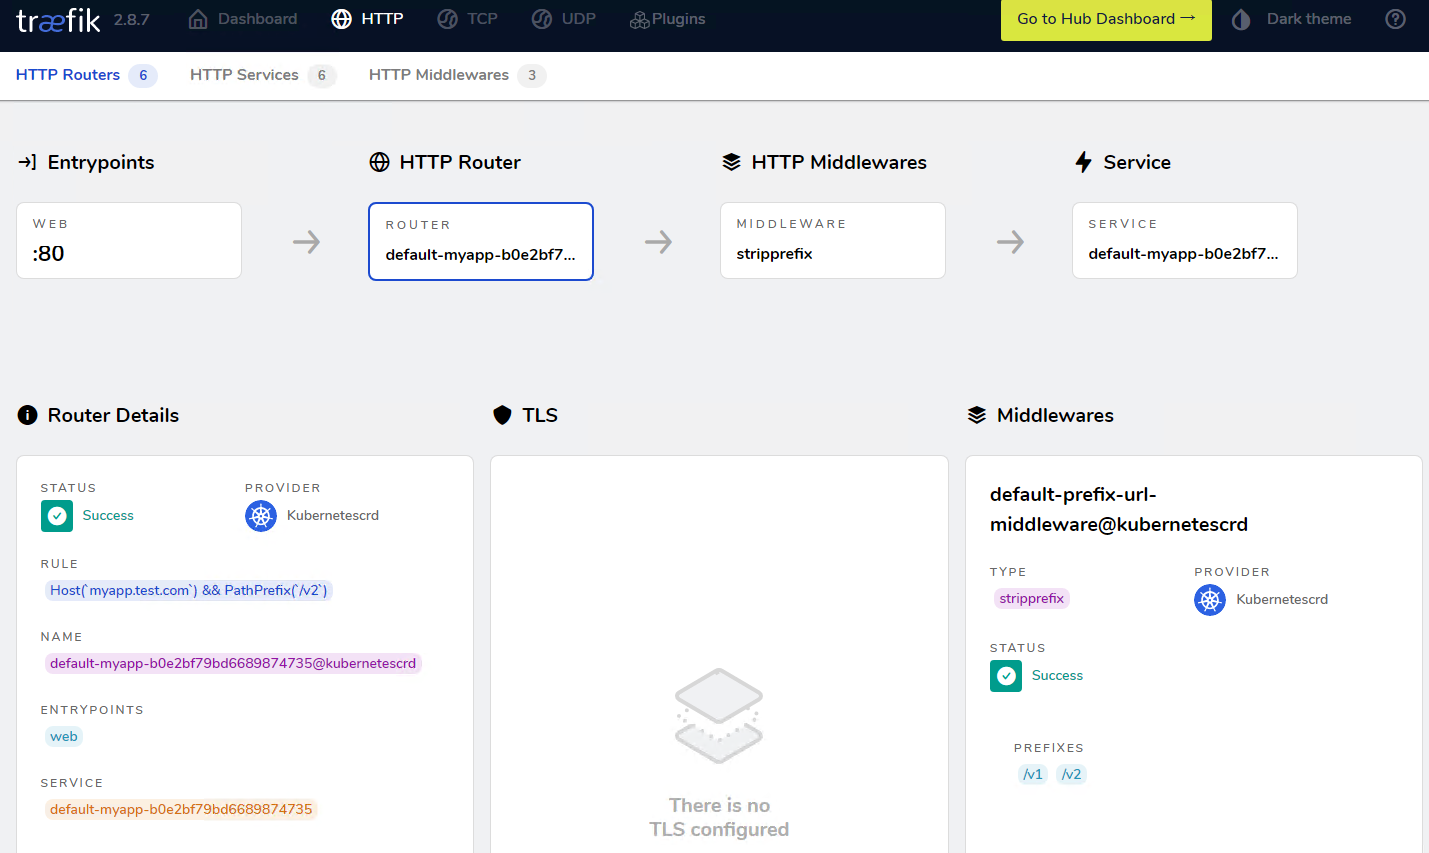 træfik 2.8.7 Dashboard HTTP TCP UDP Plugins Go to Hub Dashboard → Dark theme
HTTP Routers 6 HTTP Services 6 HTTP Middlewares 3
Entrypoints HTTP Router HTTP Middlewares Service
WEB ROUTER MIDDLEWARE SERVICE
:80 default-myapp-b0e2bf7... stripprefix default-myapp-b0e2bf7...
Router Details
STATUS PROVIDER
Success Kubernetescrd
RULE
Host(`myapp.test.com`) && PathPrefix(`/v2`)
NAME
default-myapp-b0e2bf79bd6689874735@kubernetescrd
ENTRYPOINTS
web
SERVICE
default-myapp-b0e2bf79bd6689874735
TLS
There is no
TLS configured
Middlewares
default-prefix-url-
middleware@kubernetescrd
TYPE PROVIDER
stripprefix Kubernetescrd
STATUS
Success
PREFIXES
/v1 /v2